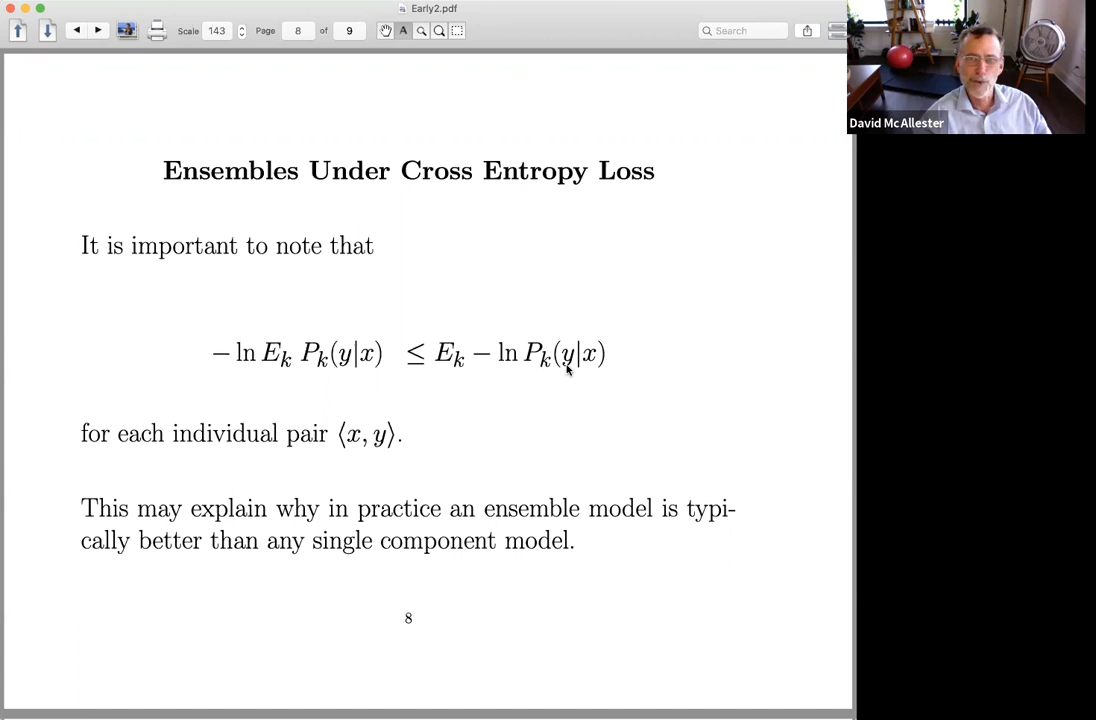 Early2.pdf
Scale 143 Page 8 of 9 A Search
David McAllester
Ensembles Under Cross Entropy Loss
It is important to note that
− ln E_k P_k(y|x) ≤ E_k − ln P_k(y|x)
for each individual pair ⟨x, y⟩.
This may explain why in practice an ensemble model is typi-
cally better than any single component model.
8